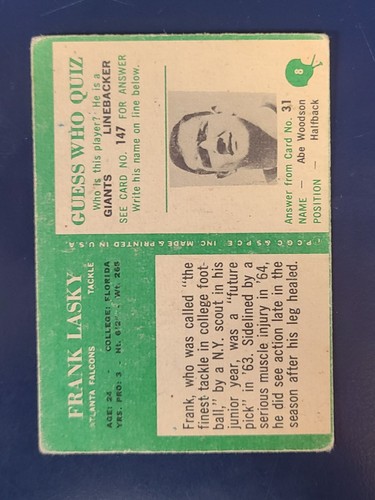 8
FRANK LASKY
ATLANTA FALCONS TACKLE
AGE: 24 - COLLEGE: FLORIDA
YRS. PRO: 3 - Ht. 6'2" - Wt. 265
Frank, who was called "the
finest tackle in college foot-
ball," by a N.Y. scout in his
junior year, was a "future
pick" in '63. Sidelined by a
serious muscle injury in '64,
he did see action late in the
season after his leg healed.
P.C.G.C. & S.P.C.E. INC. MADE & PRINTED IN U.S.A.
GUESS WHO QUIZ
Who is this player? He is a
GIANTS LINEBACKER
SEE CARD NO. 147 FOR ANSWER
Write his name on line below.
Answer from Card No. 31
NAME - Abe Woodson
POSITION - Halfback